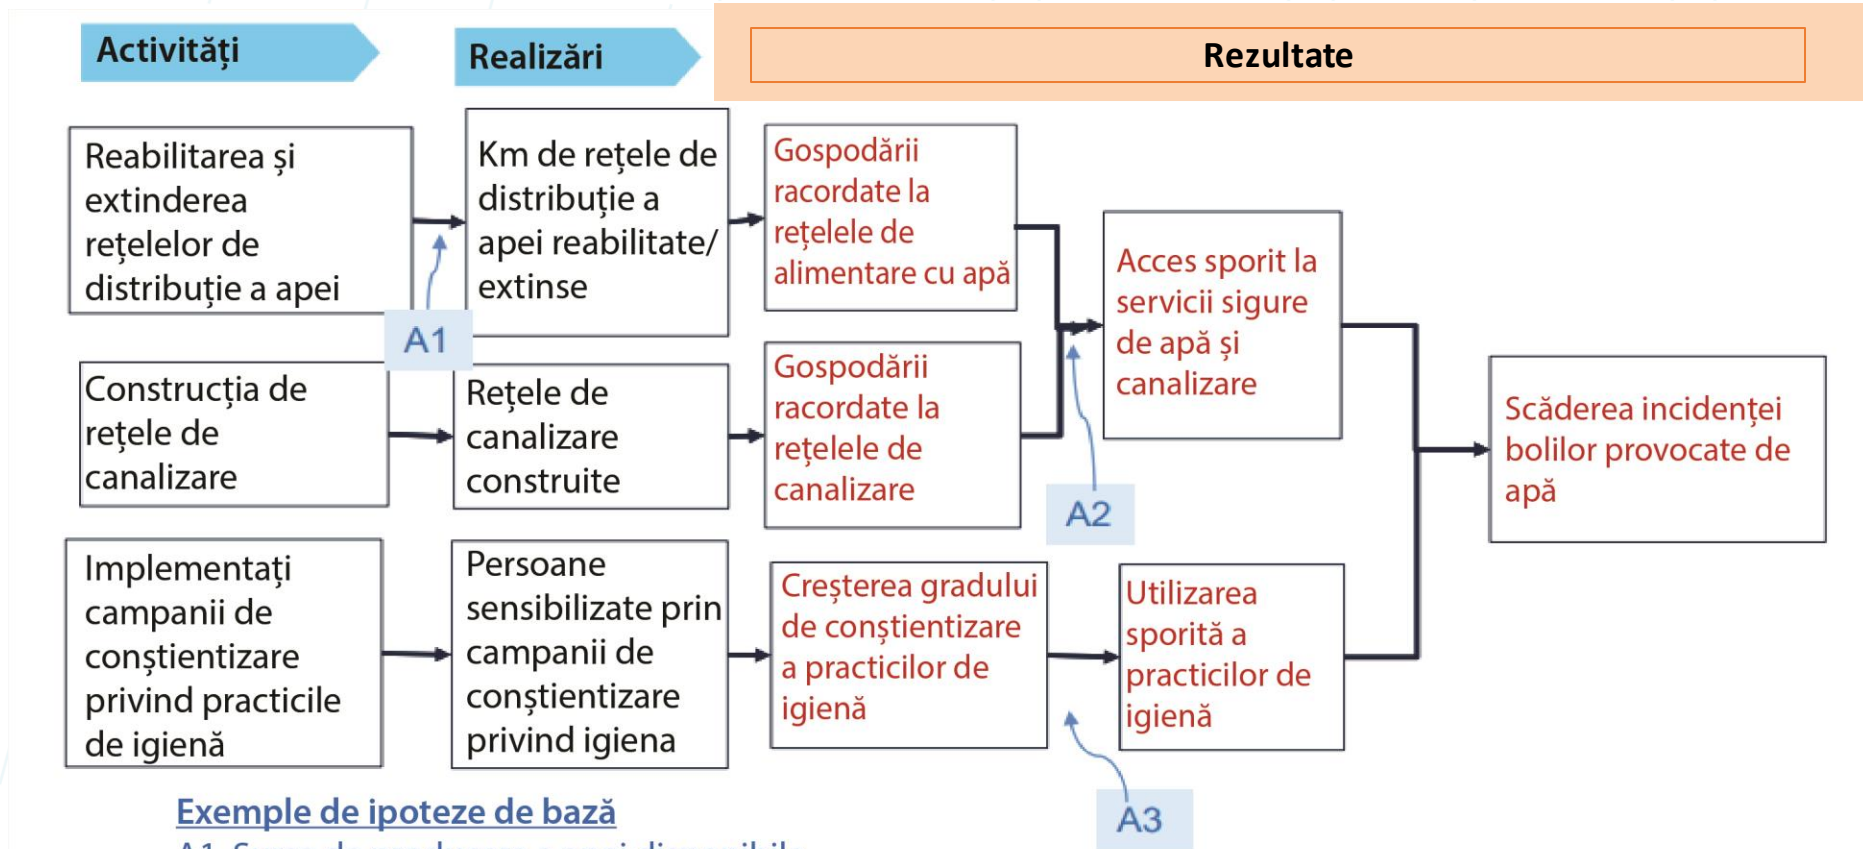 Activități
Realizări
Rezultate
Reabilitarea și
extinderea
rețelelor de
distribuție a apei
Km de rețele de
distribuție a
apei reabilitate/
extinse
Gospodării
racordate la
rețelele de
alimentare cu apă
Acces sporit la
servicii sigure
de apă și
canalizare
A1
Construcția de
rețele de
canalizare
Rețele de
canalizare
construite
Gospodării
racordate la
rețelele de
canalizare
Scăderea incidenței
bolilor provocate de
apă
A2
Implementați
campanii de
conștientizare
privind practicile
de igienă
Persoane
sensibilizate prin
campanii de
conștientizare
privind igiena
Creșterea gradului
de conștientizare
a practicilor de
igienă
Utilizarea
sporită a
practicilor de
igienă
A3
Exemple de ipoteze de bază